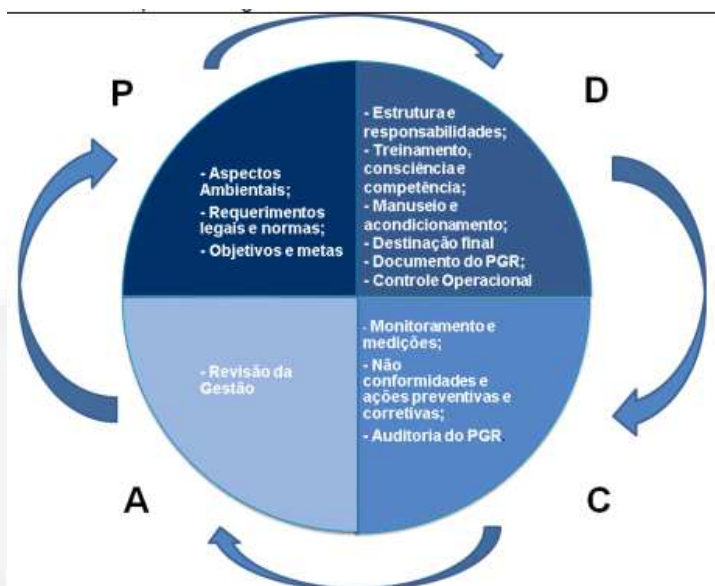 P
D
- Aspectos
Ambientais;
- Requerimentos
legais e normas;
- Objetivos e metas
- Estrutura e
responsabilidades;
- Treinamento,
consciência e
competência;
- Manuseio e
acondicionamento;
- Destinação final
- Documento do PGR;
- Controle Operacional
- Revisão da
Gestão
- Monitoramento e
medições;
- Não
conformidades e
ações preventivas e
corretivas;
- Auditoria do PGR
A
C